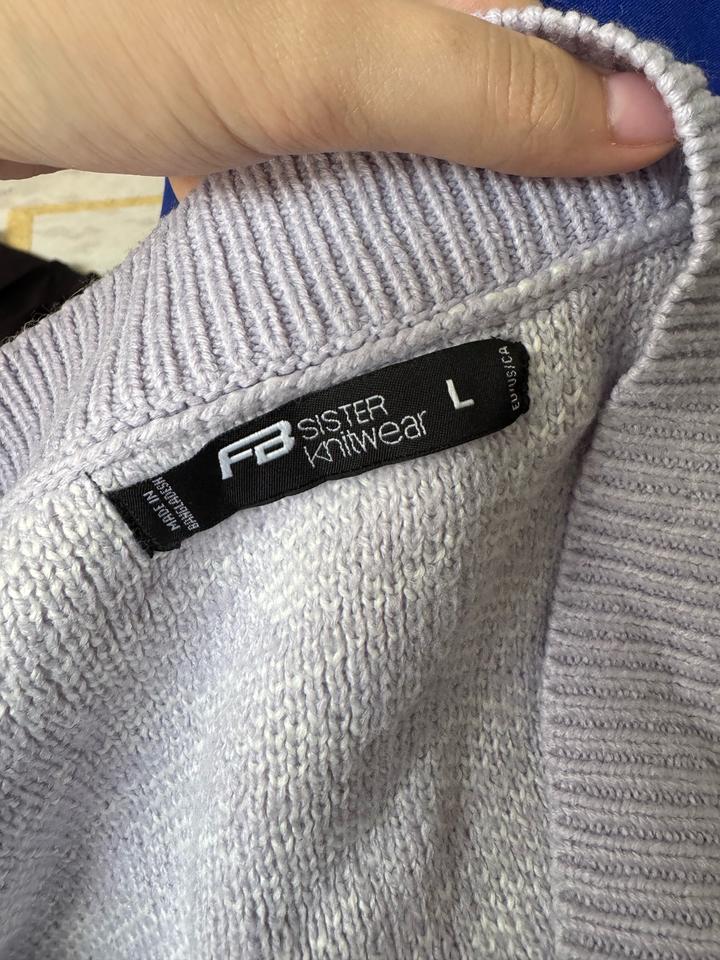 FB
SISTER
knitwear
L
EU/US/CA
MADE IN
BANGLADESH